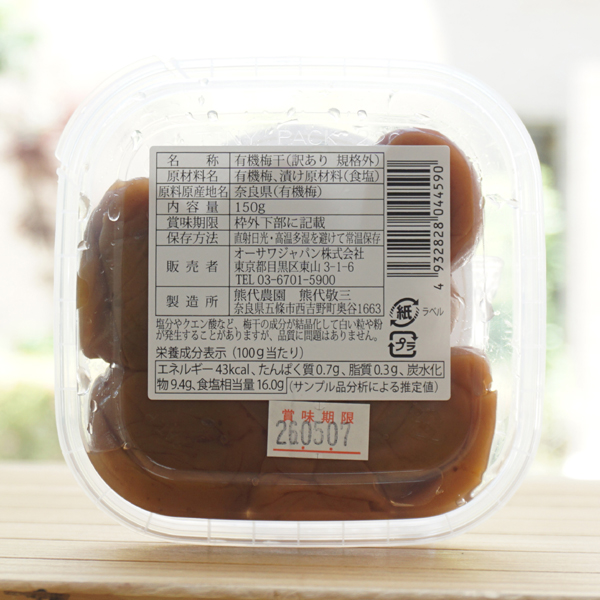 PACK
名称 有機梅干(訳あり 規格外)
原材料名 有機梅、漬け原材料(食塩)
原料原産地名 奈良県(有機梅)
内容量 150g
賞味期限 枠外下部に記載
保存方法 直射日光・高温多湿を避けて常温保存
販売者 オーサワジャパン株式会社
東京都目黒区東山 3-1-6
TEL 03-6701-5900
製造所 熊代農園 熊代敬三
奈良県五條市西吉野町奥谷1663
塩分やクエン酸など、梅干の成分が結晶化して白い粒や粉
が発生することがありますが、品質に問題はありません。
栄養成分表示(100g当たり)
エネルギー 43kcal、たんぱく質 0.7g、脂質 0.3g、炭水化
物 9.4g、食塩相当量 16.0g(サンプル品分析による推定値)
4 932828 044590
紙 ラベル
プラ
賞味期限
260507